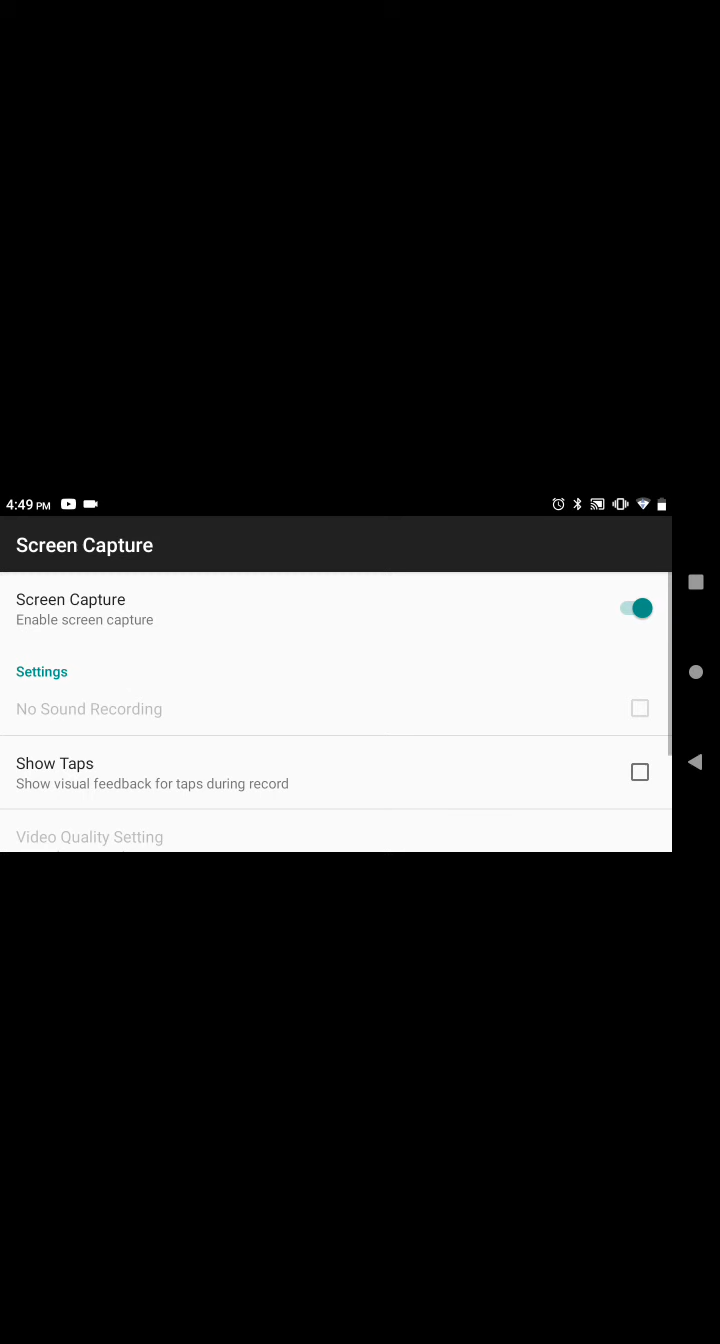 4:49 PM
Screen Capture
Screen Capture
Enable screen capture
Settings
No Sound Recording
Show Taps
Show visual feedback for taps during record
Video Quality Setting